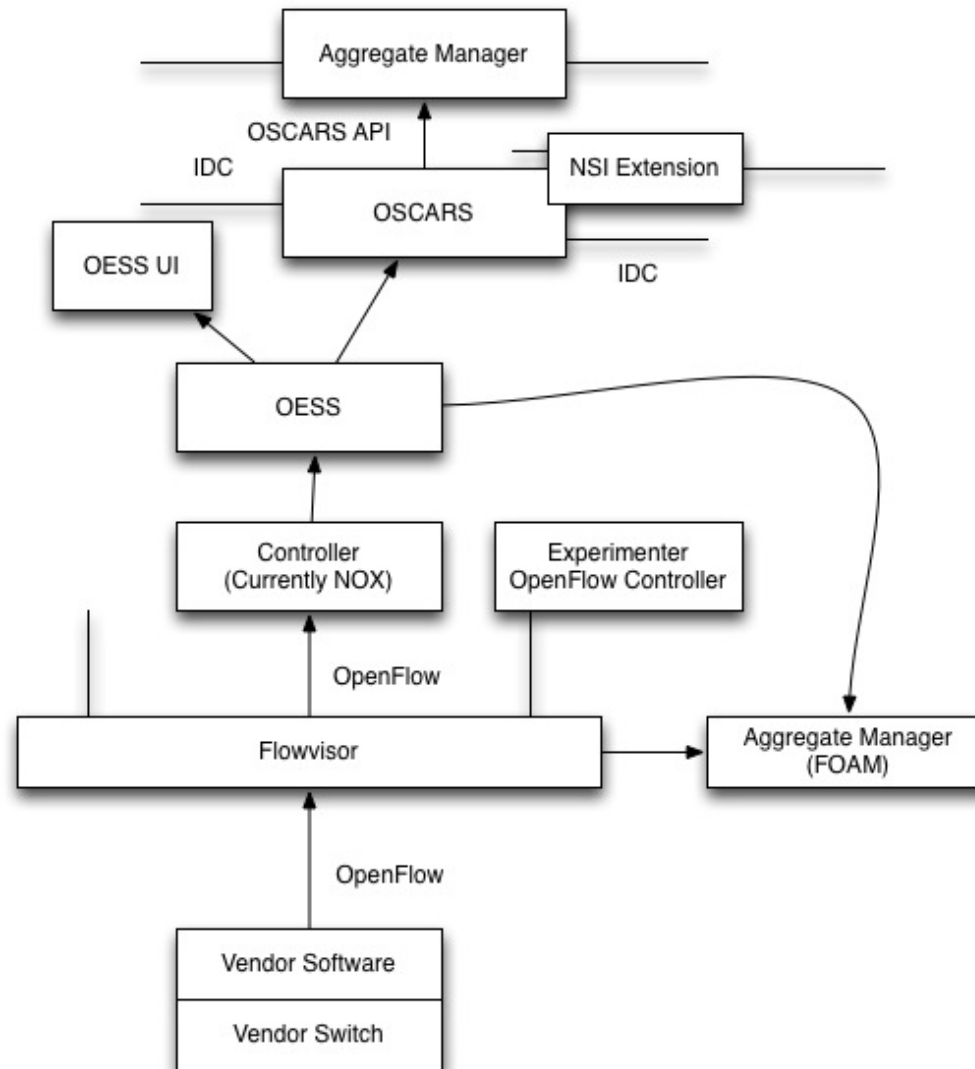 Aggregate Manager
OSCARS API
IDC
NSI Extension
OSCARS
OESS UI
IDC
OESS
Controller
(Currently NOX)
Experimenter
OpenFlow Controller
OpenFlow
Flowvisor
Aggregate Manager
(FOAM)
OpenFlow
Vendor Software
Vendor Switch